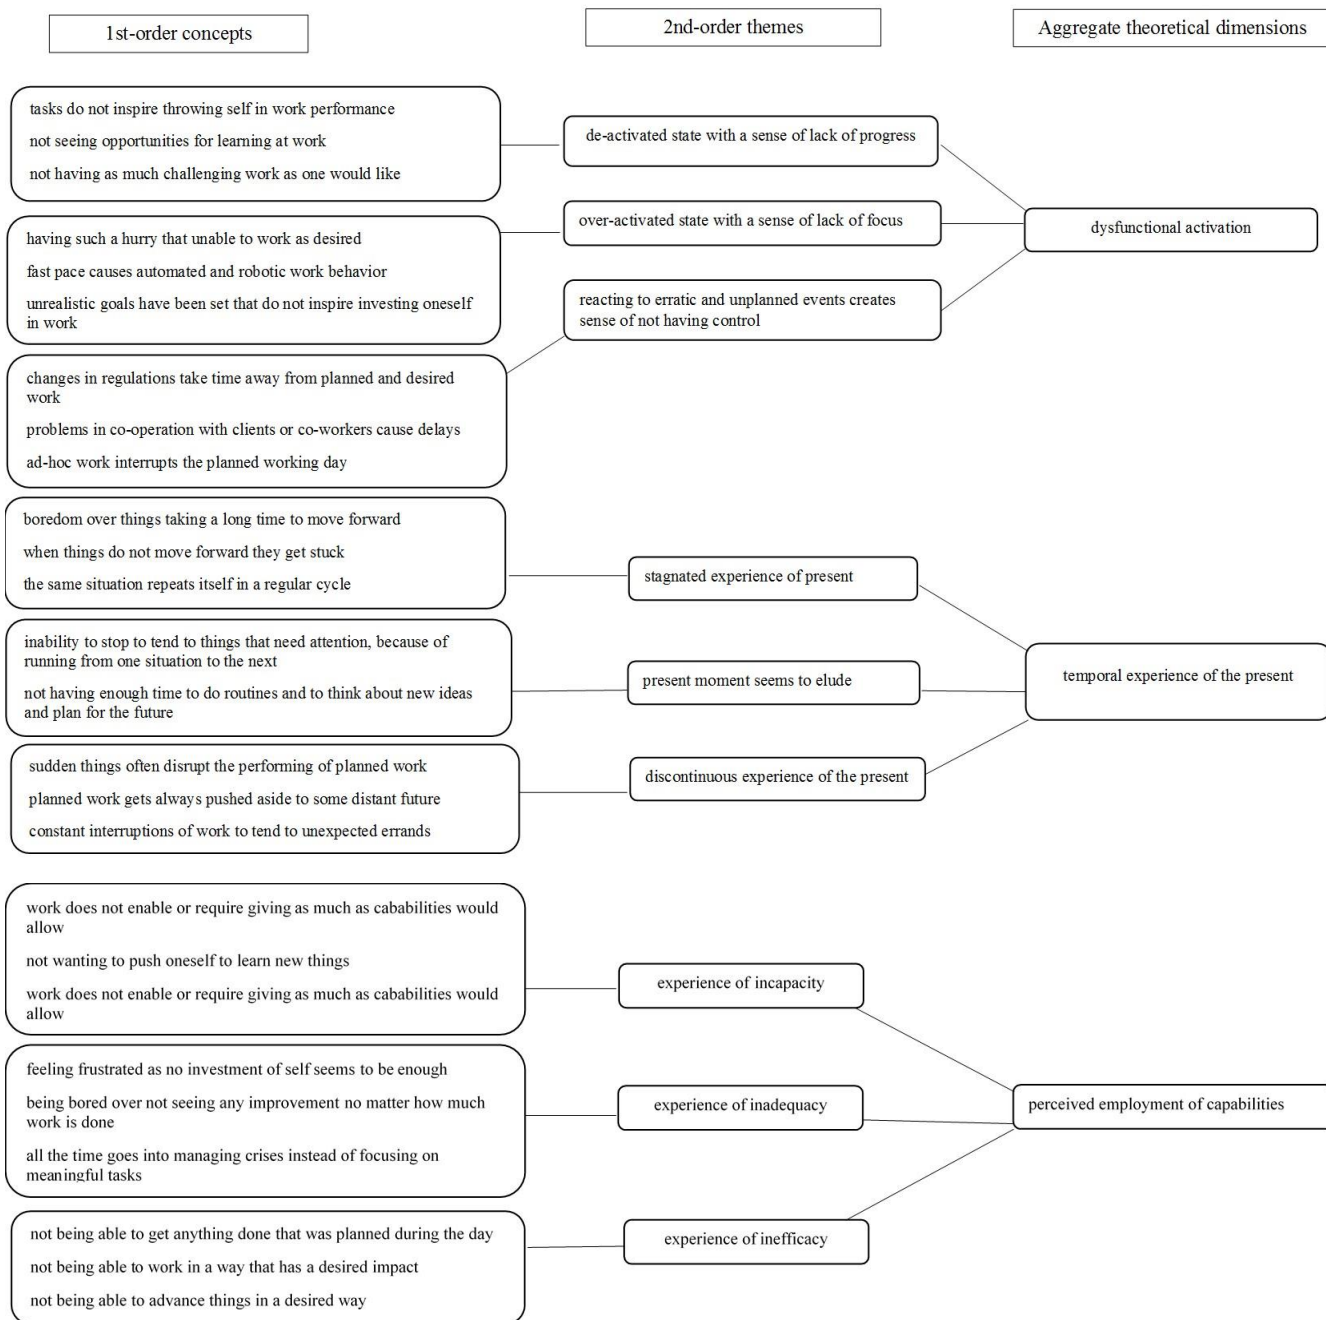 1st-order concepts
2nd-order themes
Aggregate theoretical dimensions
tasks do not inspire throwing self in work performance
not seeing opportunities for learning at work
not having as much challenging work as one would like
de-activated state with a sense of lack of progress
having such a hurry that unable to work as desired
fast pace causes automated and robotic work behavior
unrealistic goals have been set that do not inspire investing oneself
in work
over-activated state with a sense of lack of focus
dysfunctional activation
reacting to erratic and unplanned events creates
sense of not having control
changes in regulations take time away from planned and desired
work
problems in co-operation with clients or co-workers cause delays
ad-hoc work interrupts the planned working day
boredom over things taking a long time to move forward
when things do not move forward they get stuck
the same situation repeats itself in a regular cycle
stagnated experience of present
inability to stop to tend to things that need attention, because of
running from one situation to the next
not having enough time to do routines and to think about new ideas
and plan for the future
present moment seems to elude
temporal experience of the present
sudden things often disrupt the performing of planned work
planned work gets always pushed aside to some distant future
constant interruptions of work to tend to unexpected errands
discontinuous experience of the present
work does not enable or require giving as much as cababilities would
allow
not wanting to push oneself to learn new things
work does not enable or require giving as much as cababilities would
allow
experience of incapacity
feeling frustrated as no investment of self seems to be enough
being bored over not seeing any improvement no matter how much
work is done
all the time goes into managing crises instead of focusing on
meaningful tasks
experience of inadequacy
perceived employment of capabilities
not being able to get anything done that was planned during the day
not being able to work in a way that has a desired impact
not being able to advance things in a desired way
experience of inefficacy